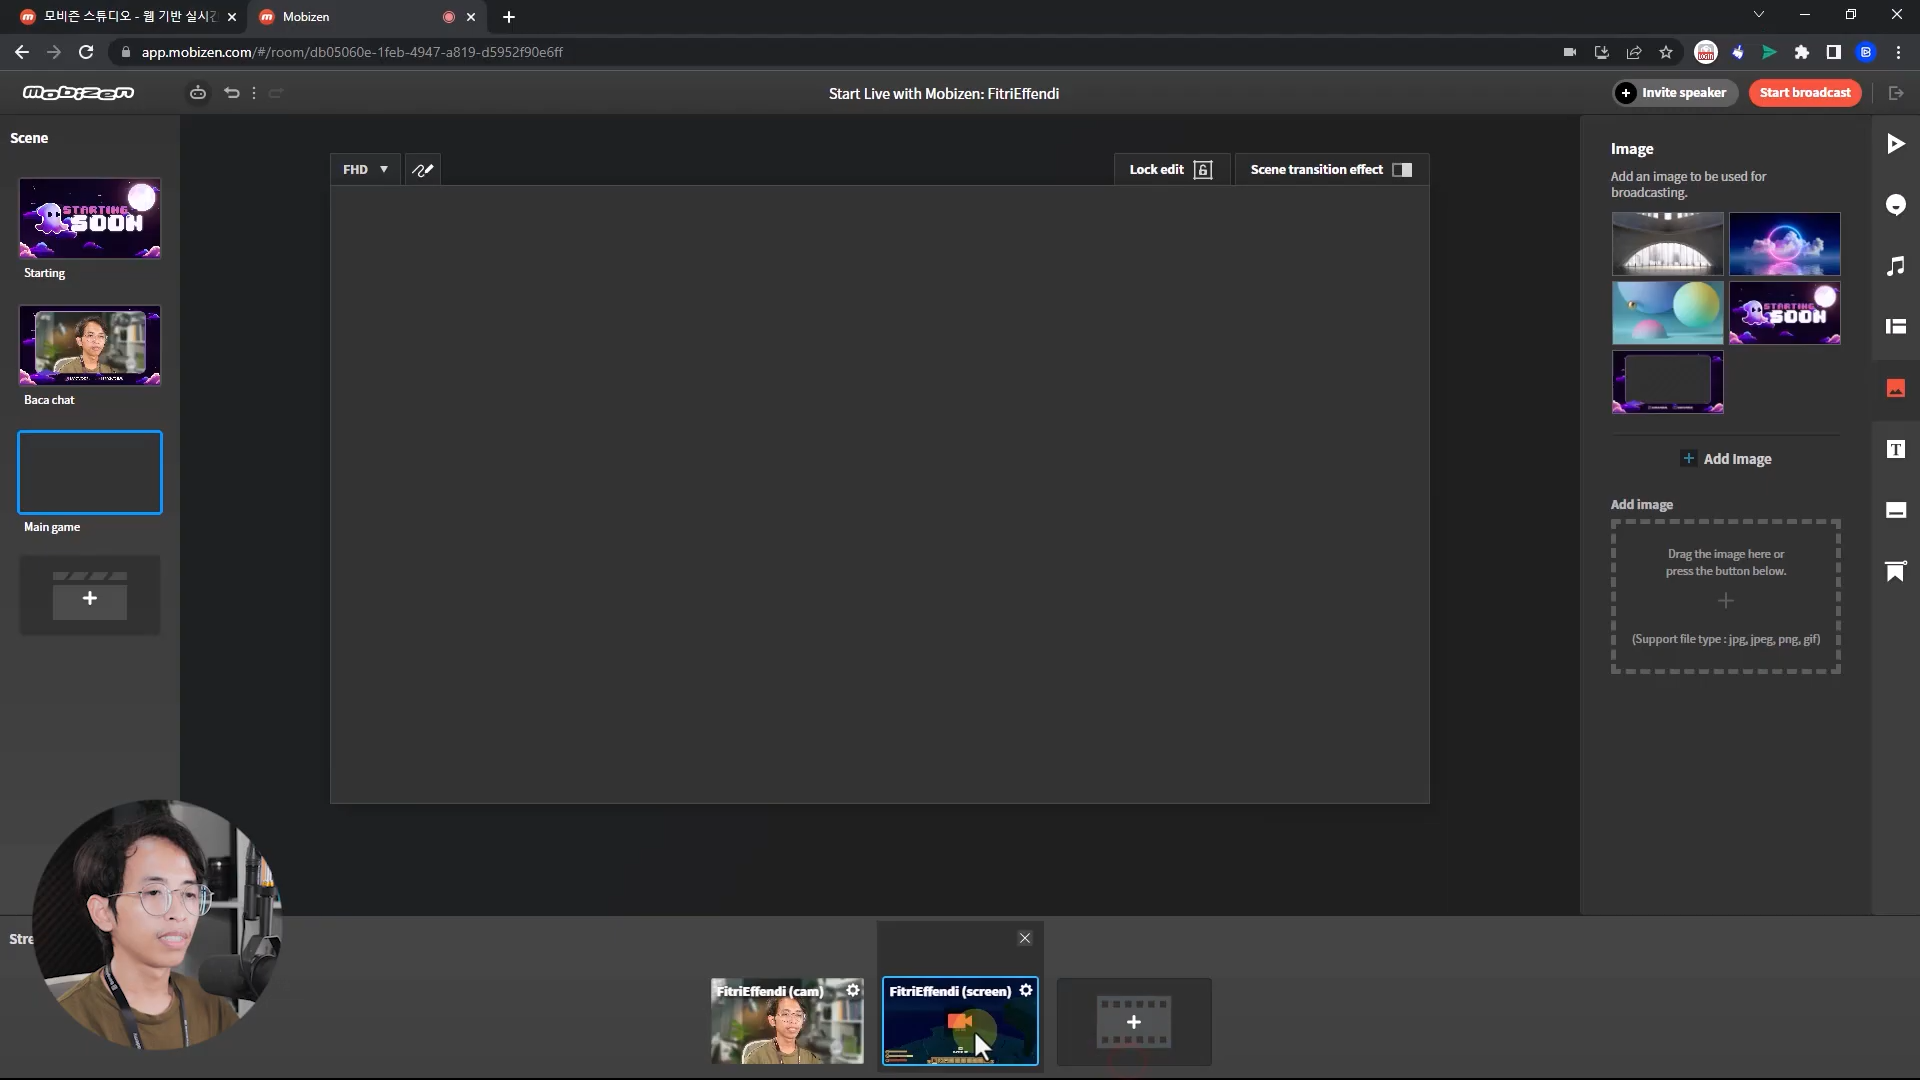 모비즌 스튜디오 - 웹 기반 실시간
Mobizen
app.mobizen.com/#/room/db05060e-1feb-4947-a819-d5952f90e6ff
mobizen
Start Live with Mobizen: FitriEffendi
Invite speaker
Start broadcast
Scene
STARTING
SOON
Starting
Baca chat
Main game
FHD
Lock edit
Scene transition effect
Image
Add an image to be used for
broadcasting.
STARTING
SOON
Add Image
Add image
Drag the image here or
press the button below.
(Support file type : jpg, jpeg, png, gif)
Stre
FitriEffendi (cam)
FitriEffendi (screen)